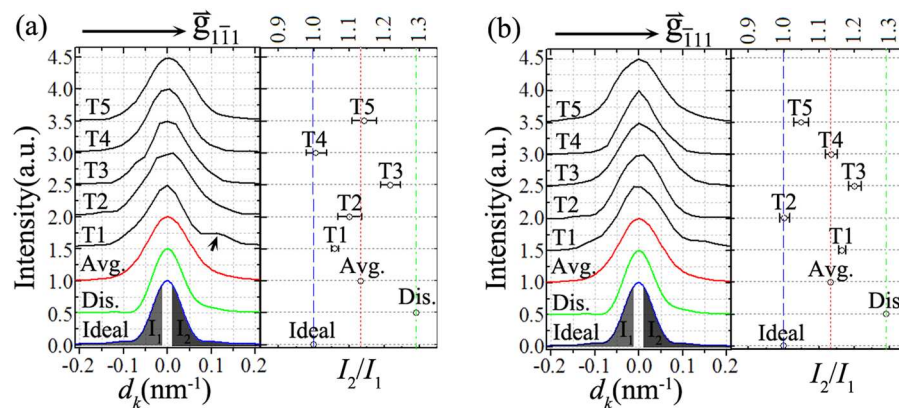 (a)
g⃗11̄1
0.9 1.0 1.1 1.2 1.3
Intensity(a.u.)
4.5
4.0
3.5
3.0
2.5
2.0
1.5
1.0
0.5
0.0
T5
T4
T3
T2
T1
Avg.
Dis.
Ideal
I1 I2
T5
T4
T3
T2
T1
Avg.
Dis.
Ideal
-0.2 -0.1 0.0 0.1 0.2
dk(nm-1)
I2/I1
(b)
g⃗1̄11
0.9 1.0 1.1 1.2 1.3
Intensity(a.u.)
4.5
4.0
3.5
3.0
2.5
2.0
1.5
1.0
0.5
0.0
T5
T4
T3
T2
T1
Avg.
Dis.
Ideal
I1 I2
T5
T4
T3
T2
T1
Avg.
Dis
Ideal
-0.2 -0.1 0.0 0.1 0.2
dk(nm-1)
I2/I1